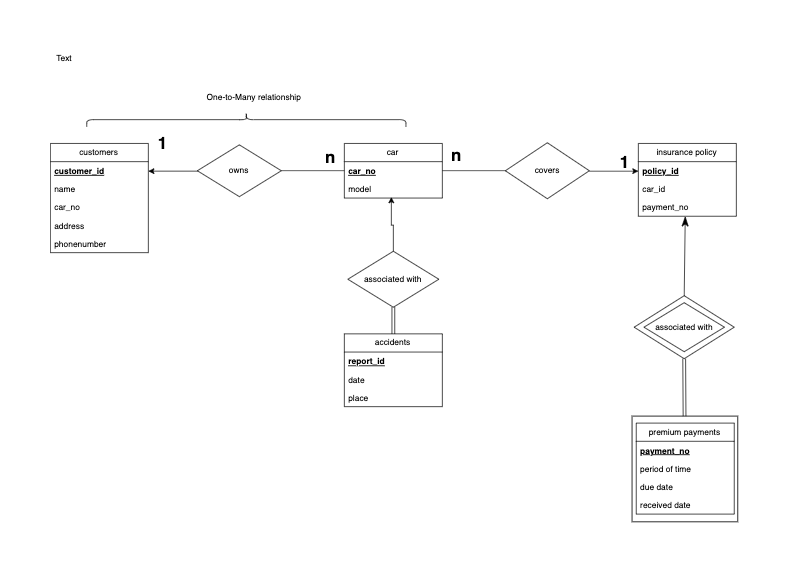 Text
One-to-Many relationship
customers
customer_id
name
car_no
address
phonenumber
1
owns
n
car
car_no
model
n
covers
1
insurance policy
policy_id
car_id
payment_no
associated with
accidents
report_id
date
place
associated with
premium payments
payment_no
period of time
due date
received date